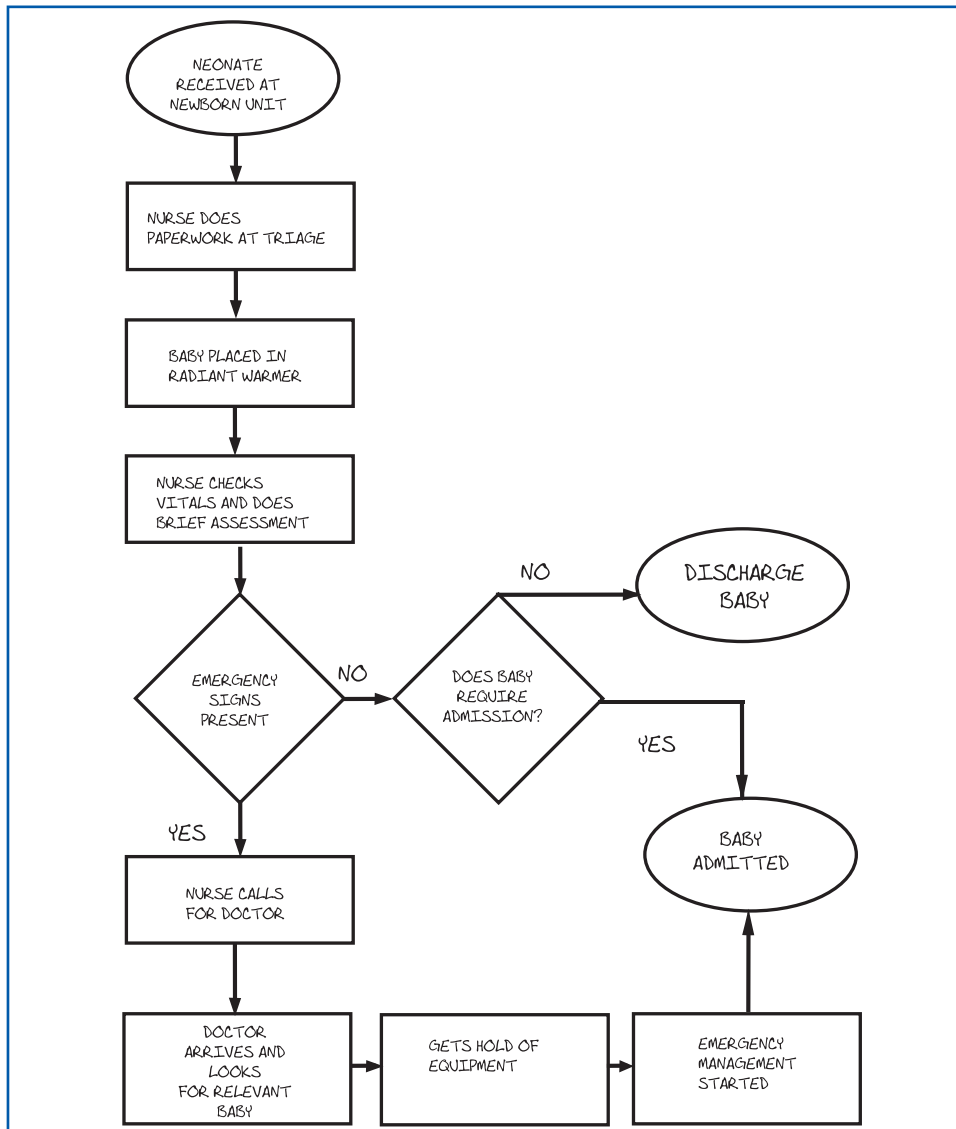 NEONATE
RECEIVED AT
NEWBORN UNIT
NURSE DOES
PAPERWORK AT TRIAGE
BABY PLACED IN
RADIANT WARMER
NURSE CHECKS
VITALS AND DOES
BRIEF ASSESSMENT
EMERGENCY
SIGNS
PRESENT
NO
DOES BABY
REQUIRE
ADMISSION?
NO
DISCHARGE
BABY
YES
BABY
ADMITTED
YES
NURSE CALLS
FOR DOCTOR
DOCTOR
ARRIVES AND
LOOKS
FOR RELEVANT
BABY
GETS HOLD OF
EQUIPMENT
EMERGENCY
MANAGEMENT
STARTED